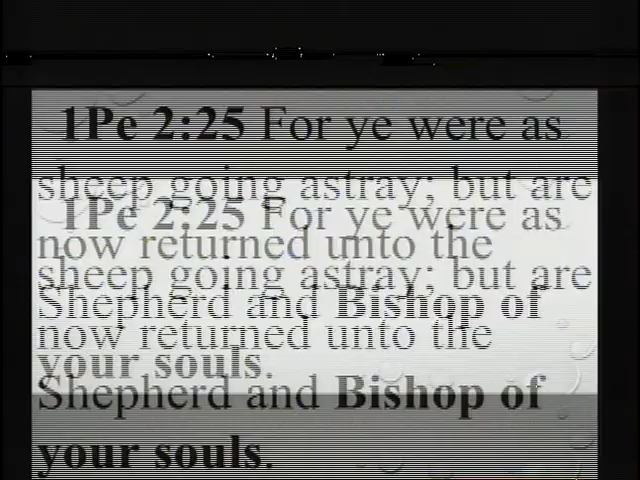 1Pe 2:25 For ye were as
sheep going astray; but are
1Pe 2:25 For ye were as
now returned unto the
sheep going astray; but are
Shepherd and Bishop of
now returned unto the
your souls.
Shepherd and Bishop of
your souls.